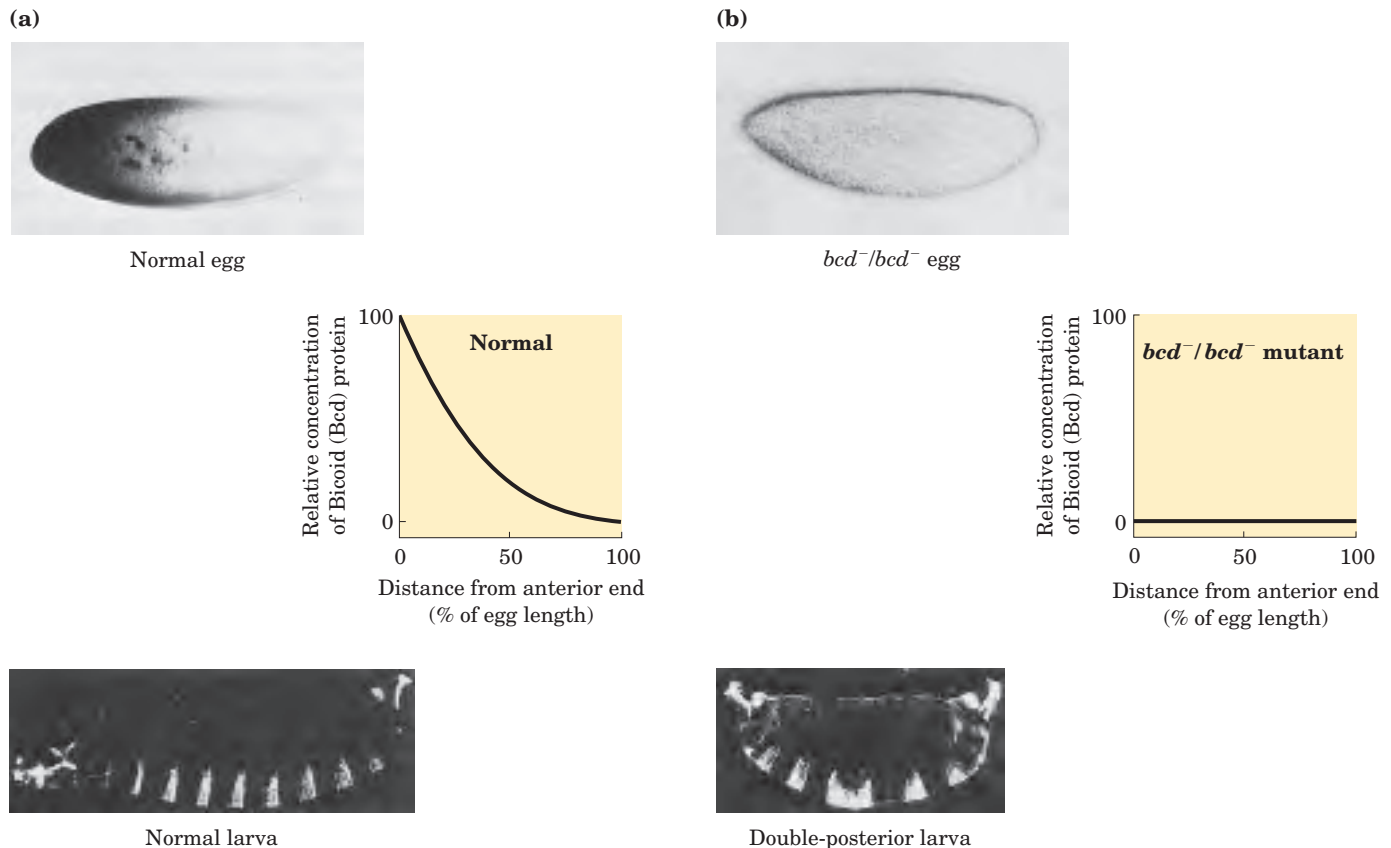 (a)
Normal egg
Relative concentration
of Bicoid (Bcd) protein
100
0
Normal
0 50 100
Distance from anterior end
(% of egg length)
Normal larva
(b)
bcd⁻/bcd⁻ egg
Relative concentration
of Bicoid (Bcd) protein
100
0
bcd⁻/bcd⁻ mutant
0 50 100
Distance from anterior end
(% of egg length)
Double-posterior larva